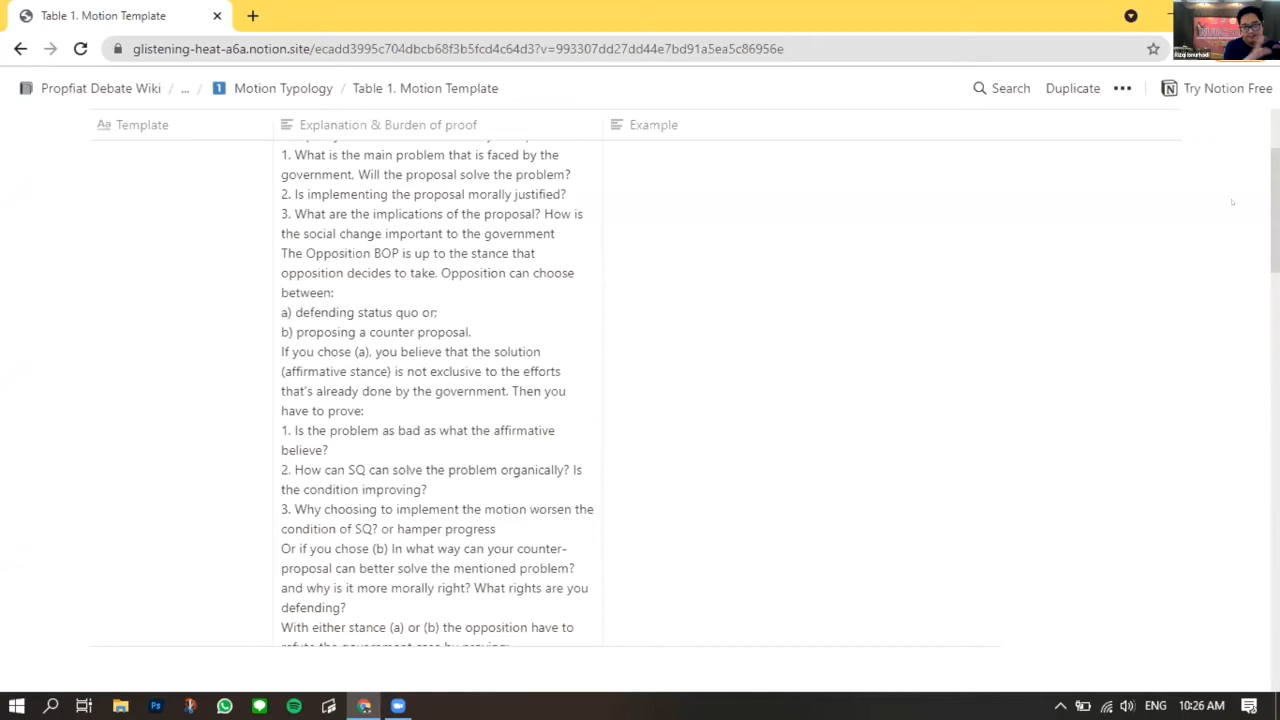 Table 1. Motion Template
glistening-heat-a6a.notion.site/ecadd3995c704dbcb68f3b5fcd4c64d3?v=993307dd27dd44e7bd91a5ea5c86956e
Rizqi Isnurhadi
Propfiat Debate Wiki / ... / 1 Motion Typology / Table 1. Motion Template
Search Duplicate ••• Try Notion Free
Aa Template
Explanation & Burden of proof
Example
1. What is the main problem that is faced by the
government. Will the proposal solve the problem?
2. Is implementing the proposal morally justified?
3. What are the implications of the proposal? How is
the social change important to the government
The Opposition BOP is up to the stance that
opposition decides to take. Opposition can choose
between:
a) defending status quo or;
b) proposing a counter proposal.
If you chose (a), you believe that the solution
(affirmative stance) is not exclusive to the efforts
that's already done by the government. Then you
have to prove:
1. Is the problem as bad as what the affirmative
believe?
2. How can SQ can solve the problem organically? Is
the condition improving?
3. Why choosing to implement the motion worsen the
condition of SQ? or hamper progress
Or if you chose (b) In what way can your counter-
proposal can better solve the mentioned problem?
and why is it more morally right? What rights are you
defending?
With either stance (a) or (b) the opposition have to
ENG 10:26 AM